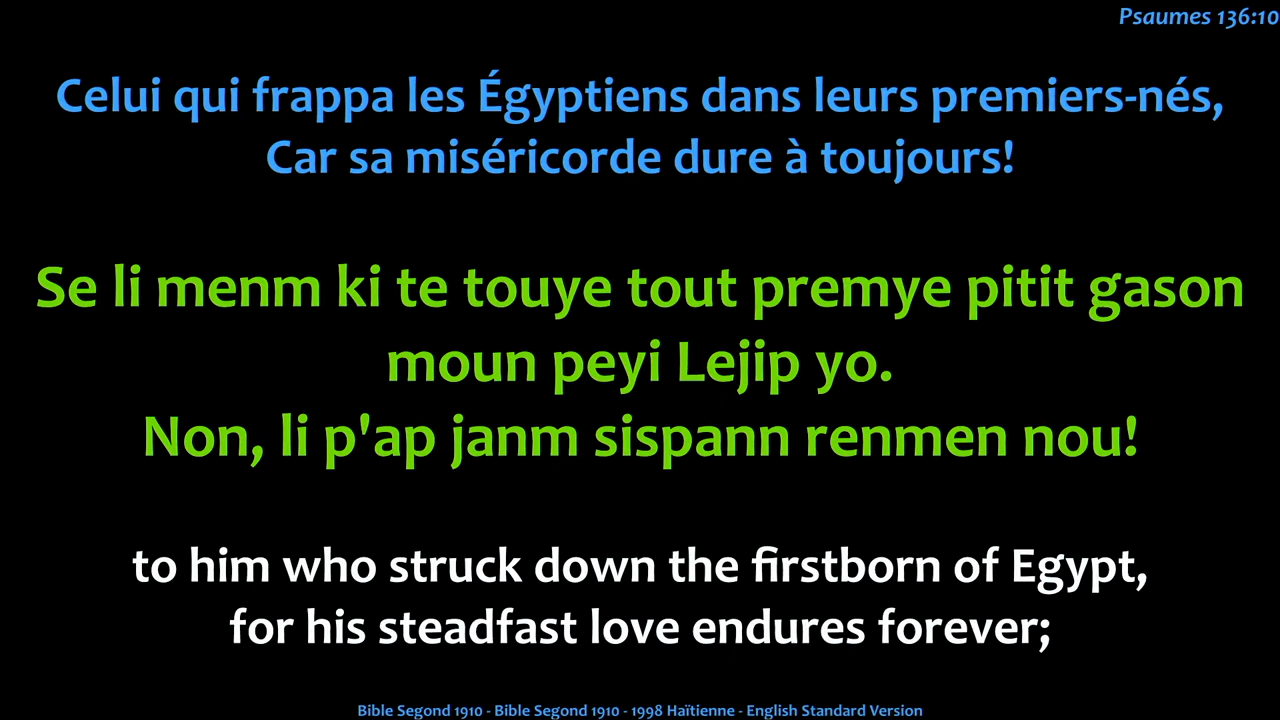 Psaumes 136:10
Celui qui frappa les Égyptiens dans leurs premiers-nés,
Car sa miséricorde dure à toujours!
Se li menm ki te touye tout premye pitit gason
moun peyi Lejip yo.
Non, li p'ap janm sispann renmen nou!
to him who struck down the firstborn of Egypt,
for his steadfast love endures forever;
Bible Segond 1910 - Bible Segond 1910 - 1998 Haïtienne - English Standard Version